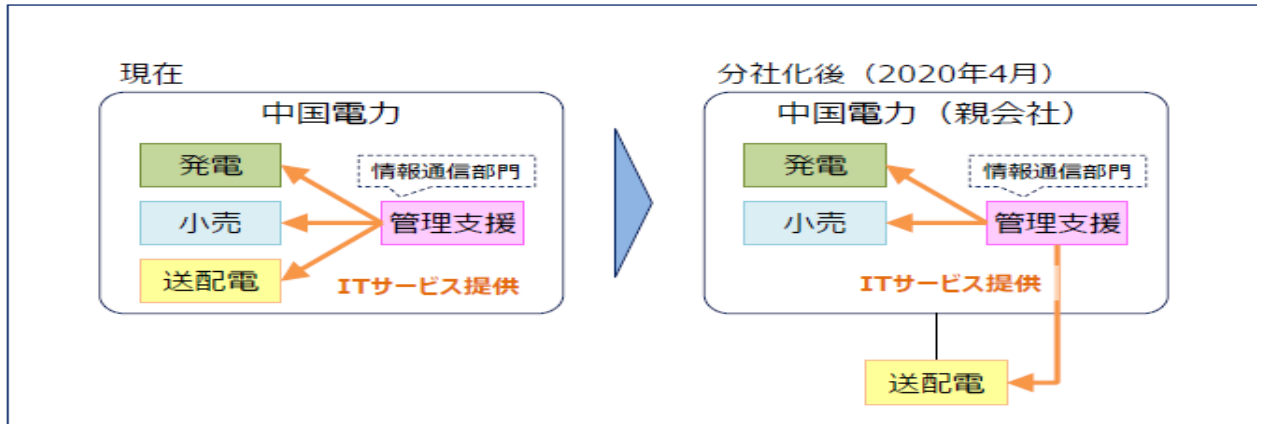 現在
中国電力
発電
情報通信部門
小売
管理支援
送配電
ITサービス提供
分社化後（2020年4月）
中国電力（親会社）
発電
情報通信部門
小売
管理支援
ITサービス提供
送配電